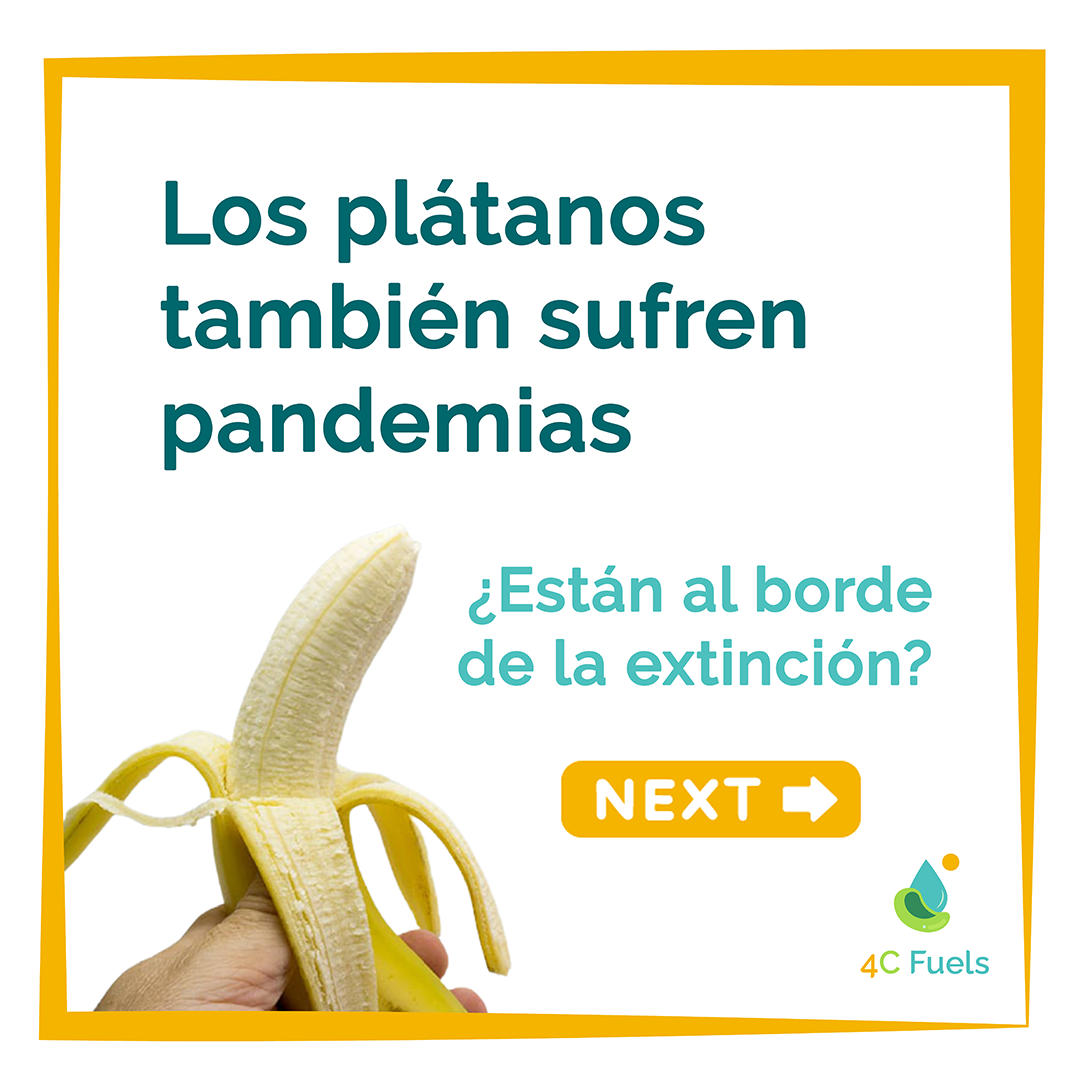 Los plátanos
también sufren
pandemias
¿Están al borde
de la extinción?
NEXT
4C Fuels